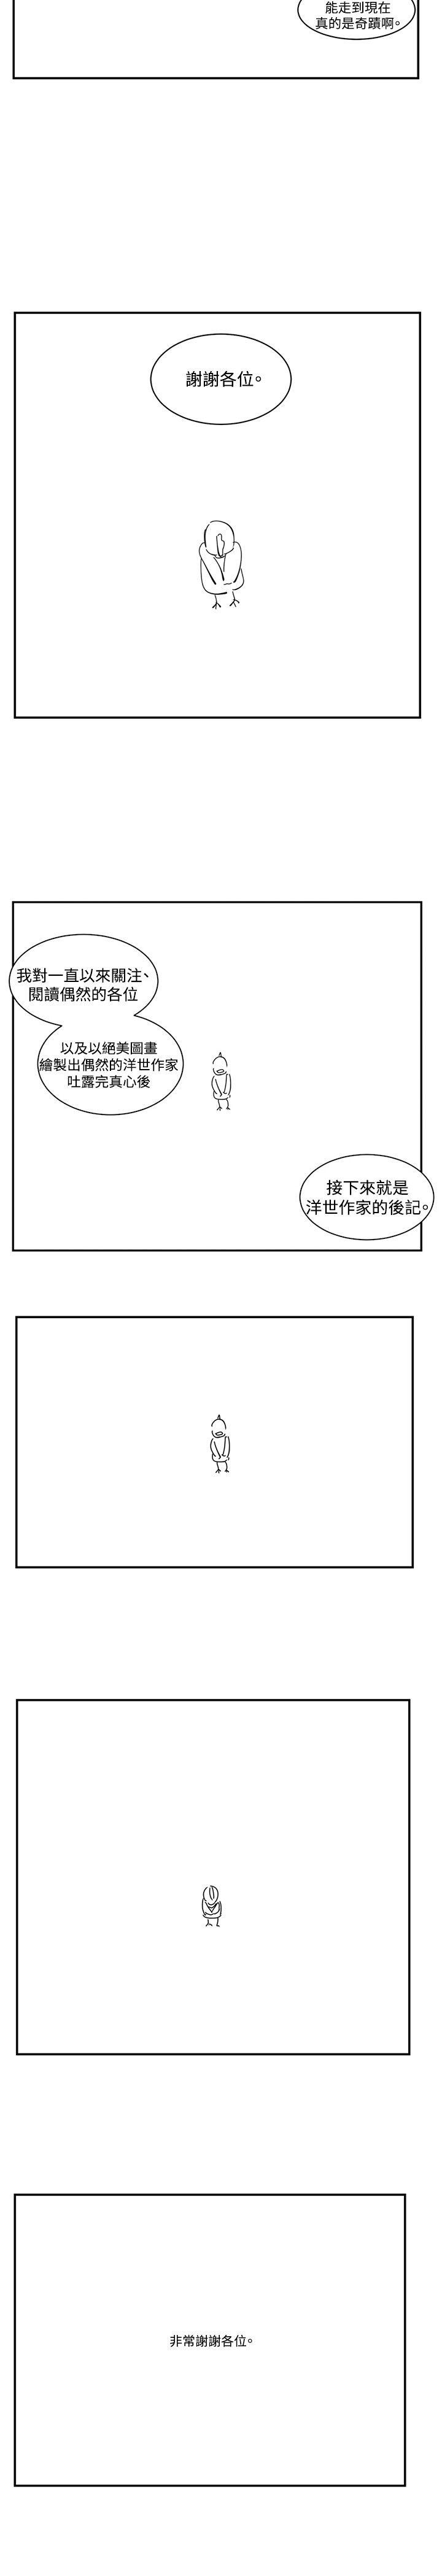 能走到現在
真的是奇蹟啊。
謝謝各位。
我對一直以來關注、
閱讀偶然的各位
以及以絕美圖畫
繪製出偶然的洋世作家
吐露完真心後
接下來就是
洋世作家的後記。
非常謝謝各位。